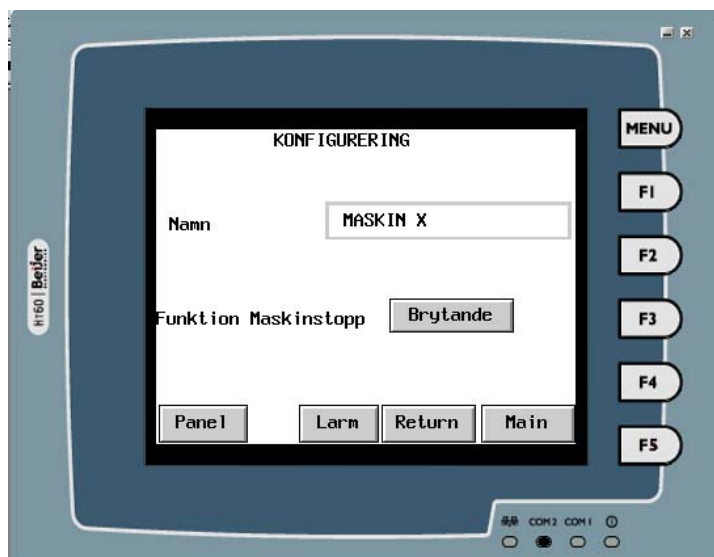 KONFIGURERING
MENU
F1
Namn
MASKIN X
F2
HT60 | Beijer
Funktion Maskinstopp
Brytande
F3
F4
Panel
Larm
Return
Main
F5
COM2 COM1